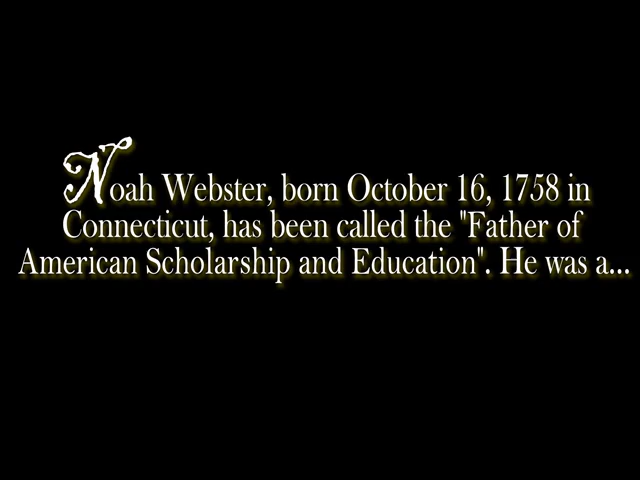 Noah Webster, born October 16, 1758 in
Connecticut, has been called the "Father of
American Scholarship and Education". He was a...